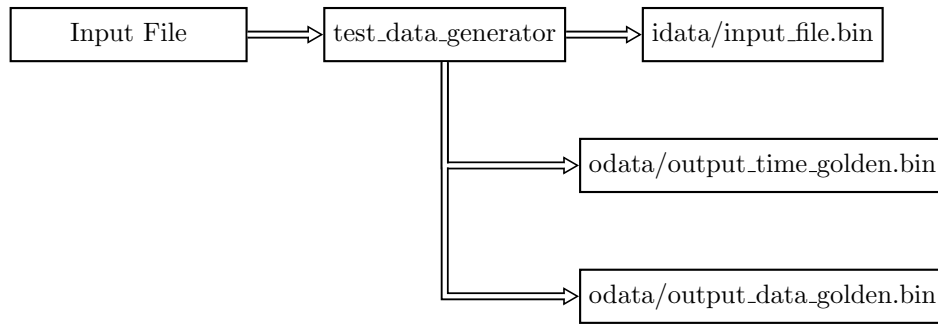 Input File
test_data_generator
idata/input_file.bin
odata/output_time_golden.bin
odata/output_data_golden.bin